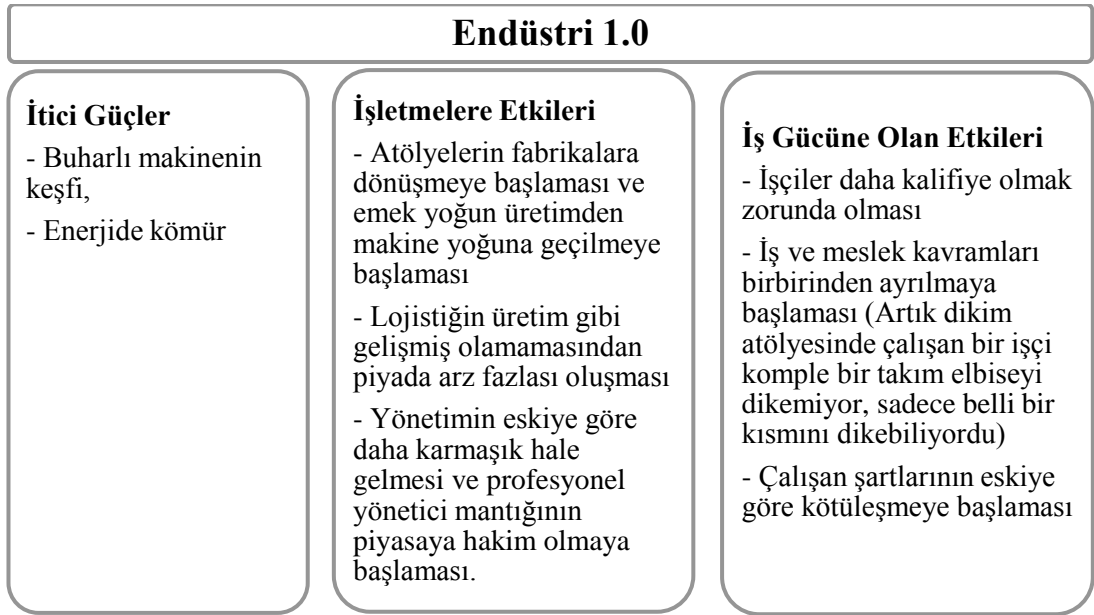 Endüstri 1.0
İtici Güçler
- Buharlı makinenin
keşfi,
- Enerjide kömür
İşletmelere Etkileri
- Atölyelerin fabrikalara
dönüşmeye başlaması ve
emek yoğun üretimden
makine yoğuna geçilmeye
başlaması
- Lojistiğin üretim gibi
gelişmiş olamamasından
piyada arz fazlası oluşması
- Yönetimin eskiye göre
daha karmaşık hale
gelmesi ve profesyonel
yönetici mantığının
piyasaya hakim olmaya
başlaması.
İş Gücüne Olan Etkileri
- İşçiler daha kalifiye olmak
zorunda olması
- İş ve meslek kavramları
birbirinden ayrılmaya
başlaması (Artık dikim
atölyesinde çalışan bir işçi
komple bir takım elbiseyi
dikemiyor, sadece belli bir
kısmını dikebiliyordu)
- Çalışan şartlarının eskiye
göre kötüleşmeye başlaması